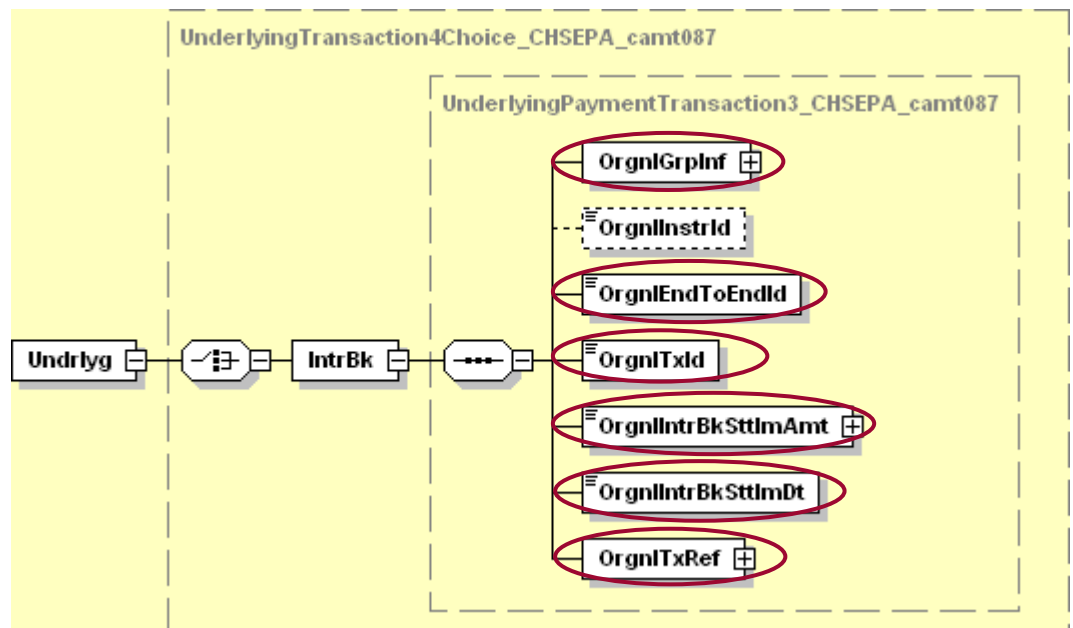 UnderlyingTransaction4Choice_CHSEPA_camt087
UnderlyingPaymentTransaction3_CHSEPA_camt087
OrgnlGrpInf
OrgnlInstrId
OrgnlEndToEndId
Undrlyg
IntrBk
OrgnlTxId
OrgnlIntrBkSttlmAmt
OrgnlIntrBkSttlmDt
OrgnlTxRef